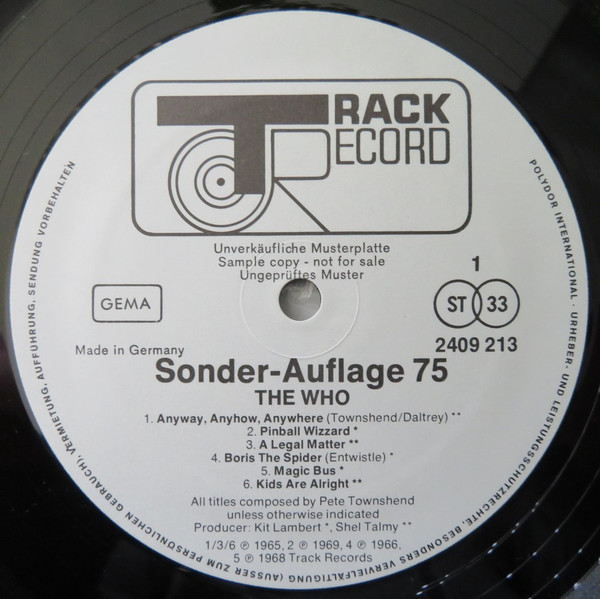 TRACK
RECORD
Unverkäufliche Musterplatte
Sample copy - not for sale
Ungeprüftes Muster
GEMA
1
ST 33
Made in Germany
2409 213
Sonder-Auflage 75
THE WHO
1. Anyway, Anyhow, Anywhere (Townshend/Daltrey) **
2. Pinball Wizzard *
3. A Legal Matter **
4. Boris The Spider (Entwistle) *
5. Magic Bus *
6. Kids Are Alright **
All titles composed by Pete Townshend
unless otherwise indicated
Producer: Kit Lambert *, Shel Talmy **
1/3/6 ℗ 1965, 2 ℗ 1969, 4 ℗ 1966,
5 ℗ 1968 Track Records
POLYDOR INTERNATIONAL · URHEBER- UND LEISTUNGSSCHUTZRECHTE, BESONDERS VERVIELFÄLTIGUNG (AUSSER ZUM PERSÖNLICHEN GEBRAUCH), VERMIETUNG, AUFFÜHRUNG, SENDUNG VORBEHALTEN